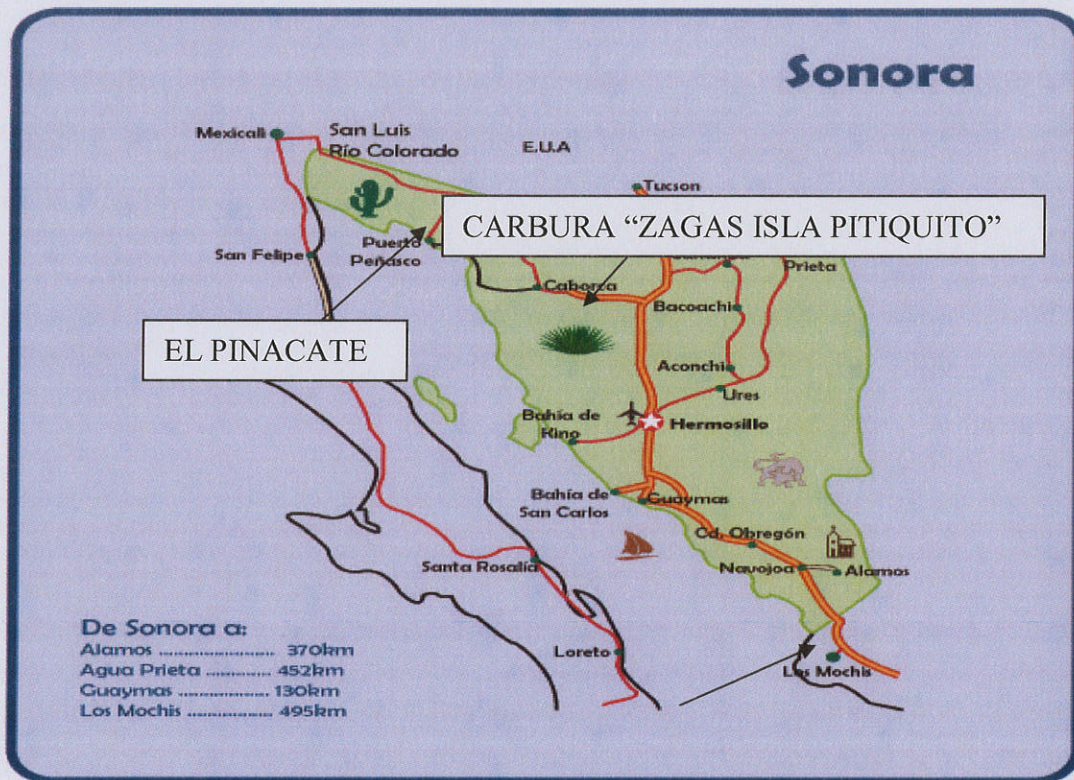 Sonora
Mexicali
San Luis
Río Colorado
E.U.A
Tucson
CARBURA “ZAGAS ISLA PITIQUITO”
Puerto
Peñasco
San Felipe
Prieta
Caborca
Bacoachi
EL PINACATE
Aconchi
Ures
Bahía de
Kino
Hermosillo
Bahía de
San Carlos
Guaymas
Cd. Obregón
Santa Rosalía
Navojoa
Alamos
De Sonora a:
Alamos .................... 370km
Agua Prieta ........... 452km
Guaymas ................ 130km
Los Mochis ............. 495km
Loreto
Los Mochis